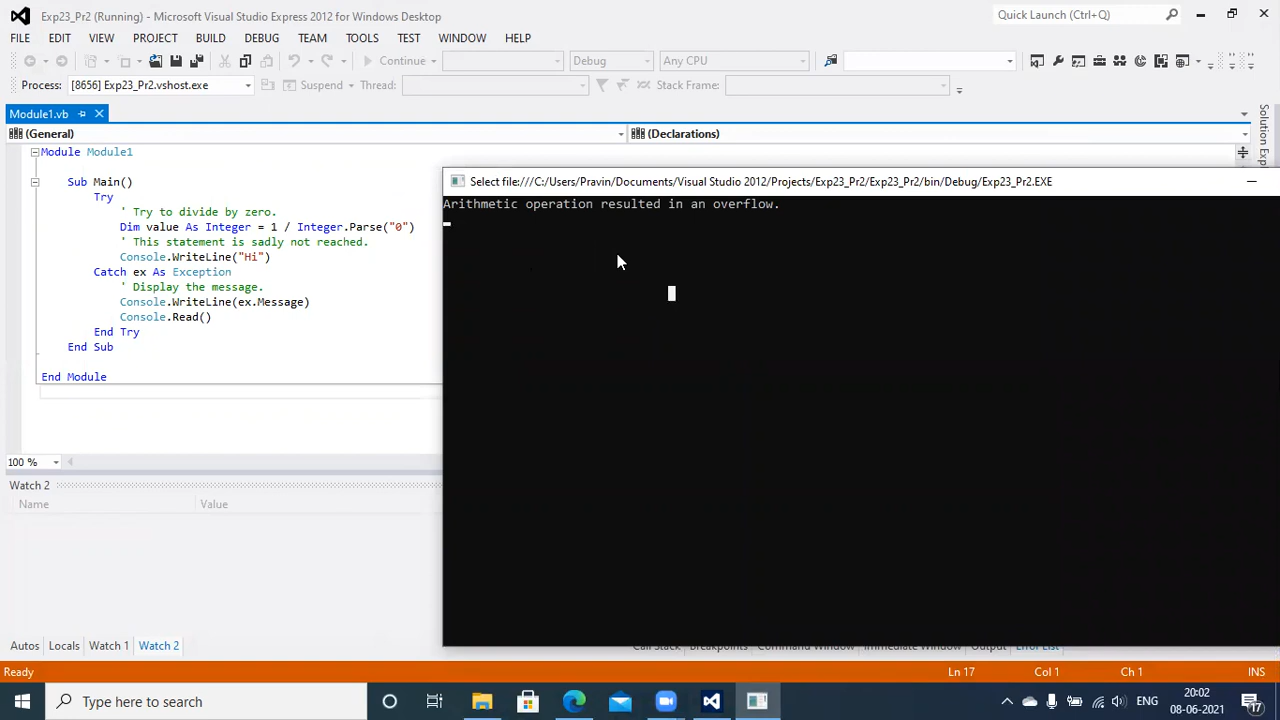 Exp23_Pr2 (Running) - Microsoft Visual Studio Express 2012 for Windows Desktop
Quick Launch (Ctrl+Q)
FILE EDIT VIEW PROJECT BUILD DEBUG TEAM TOOLS TEST WINDOW HELP
Continue Debug Any CPU
Process: [8656] Exp23_Pr2.vshost.exe Suspend Thread: Stack Frame:
Module1.vb
(General) (Declarations)
Solution Exp
Module Module1
Sub Main()
Try
' Try to divide by zero.
Dim value As Integer = 1 / Integer.Parse("0")
' This statement is sadly not reached.
Console.WriteLine("Hi")
Catch ex As Exception
' Display the message.
Console.WriteLine(ex.Message)
Console.Read()
End Try
End Sub
End Module
Select file:///C:/Users/Pravin/Documents/Visual Studio 2012/Projects/Exp23_Pr2/Exp23_Pr2/bin/Debug/Exp23_Pr2.EXE
Arithmetic operation resulted in an overflow.
100 %
Watch 2
Name Value
Autos Locals Watch 1 Watch 2 Call Stack Breakpoints Command Window Immediate Window Output Error List
Ready Ln 17 Col 1 Ch 1 INS
Type here to search
ENG
20:02
08-06-2021
17